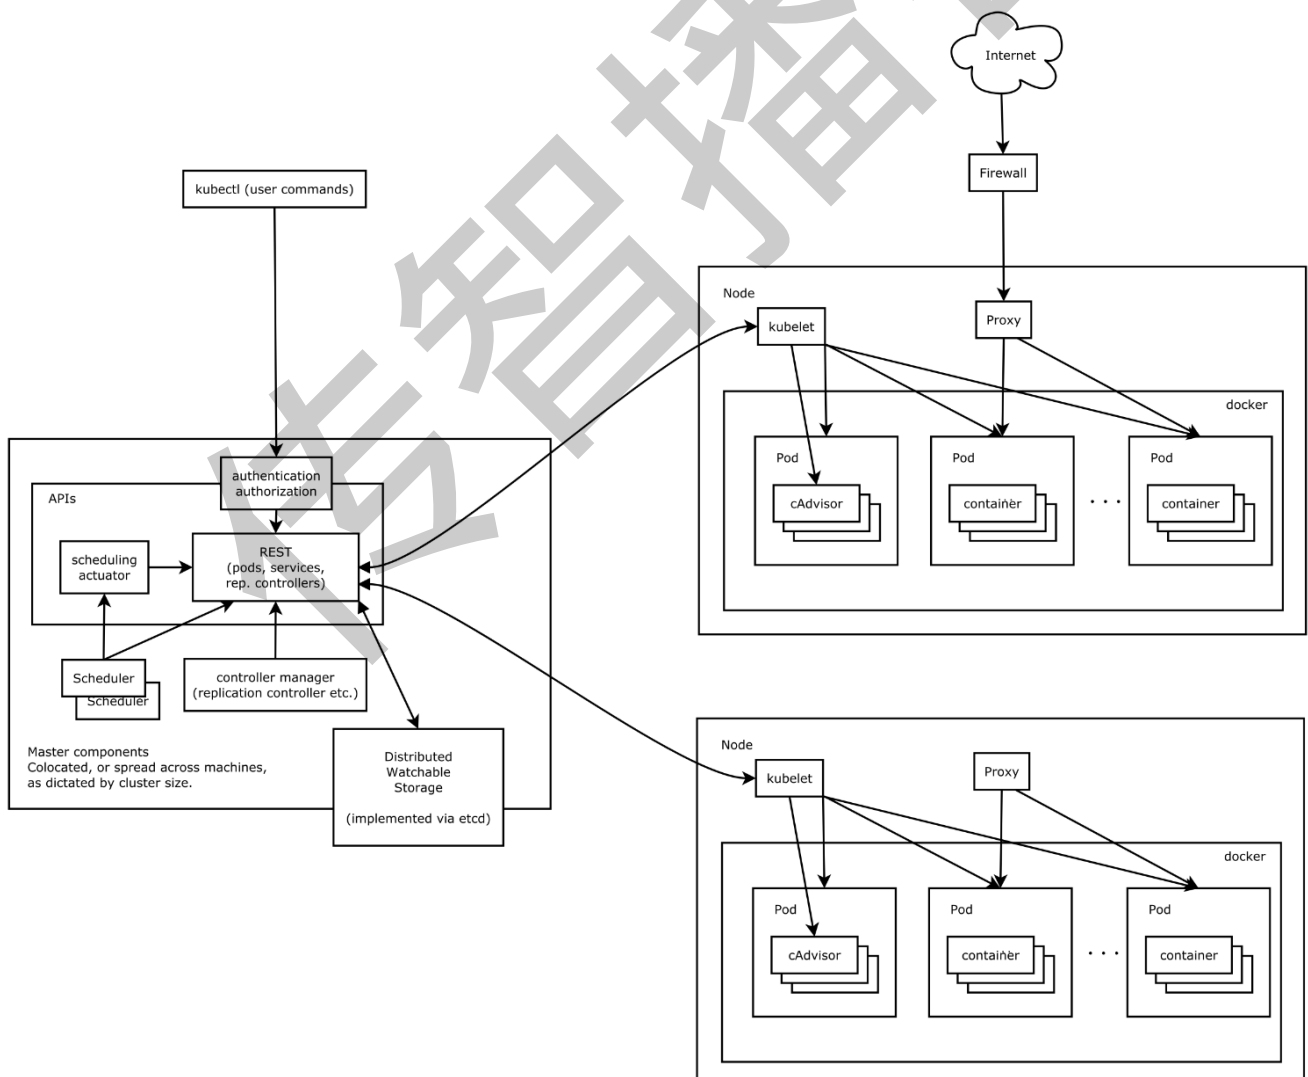 Internet
Firewall
kubectl (user commands)
Node
kubelet
Proxy
docker
Pod
cAdvisor
Pod
container
. . .
Pod
container
authentication
authorization
APIs
REST
(pods, services,
rep. controllers)
scheduling
actuator
Scheduler
Scheduler
controller manager
(replication controller etc.)
Master components
Colocated, or spread across machines,
as dictated by cluster size.
Distributed
Watchable
Storage
(implemented via etcd)
Node
kubelet
Proxy
docker
Pod
cAdvisor
Pod
container
. . .
Pod
container
传智播